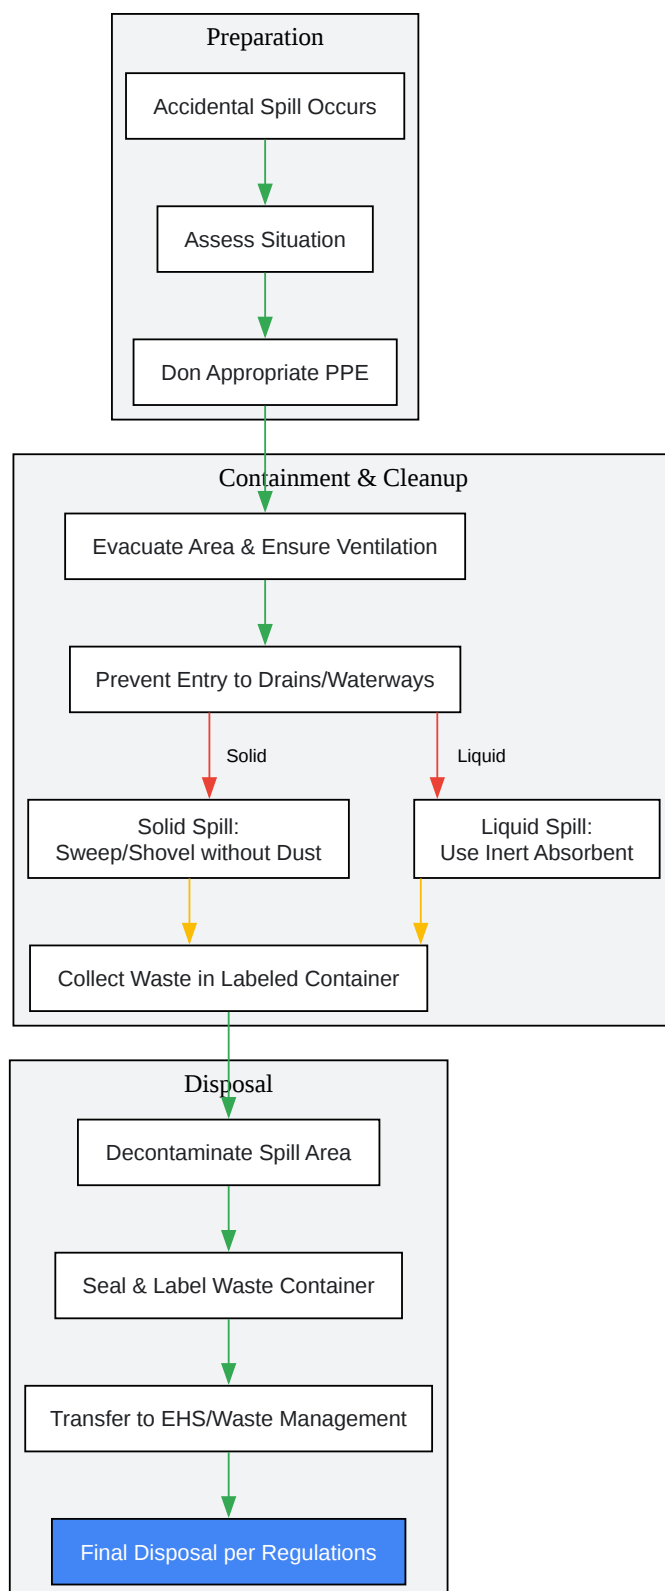 Preparation
Accidental Spill Occurs
Assess Situation
Don Appropriate PPE
Containment & Cleanup
Evacuate Area & Ensure Ventilation
Prevent Entry to Drains/Waterways
Solid
Liquid
Solid Spill:
Sweep/Shovel without Dust
Liquid Spill:
Use Inert Absorbent
Collect Waste in Labeled Container
Disposal
Decontaminate Spill Area
Seal & Label Waste Container
Transfer to EHS/Waste Management
Final Disposal per Regulations